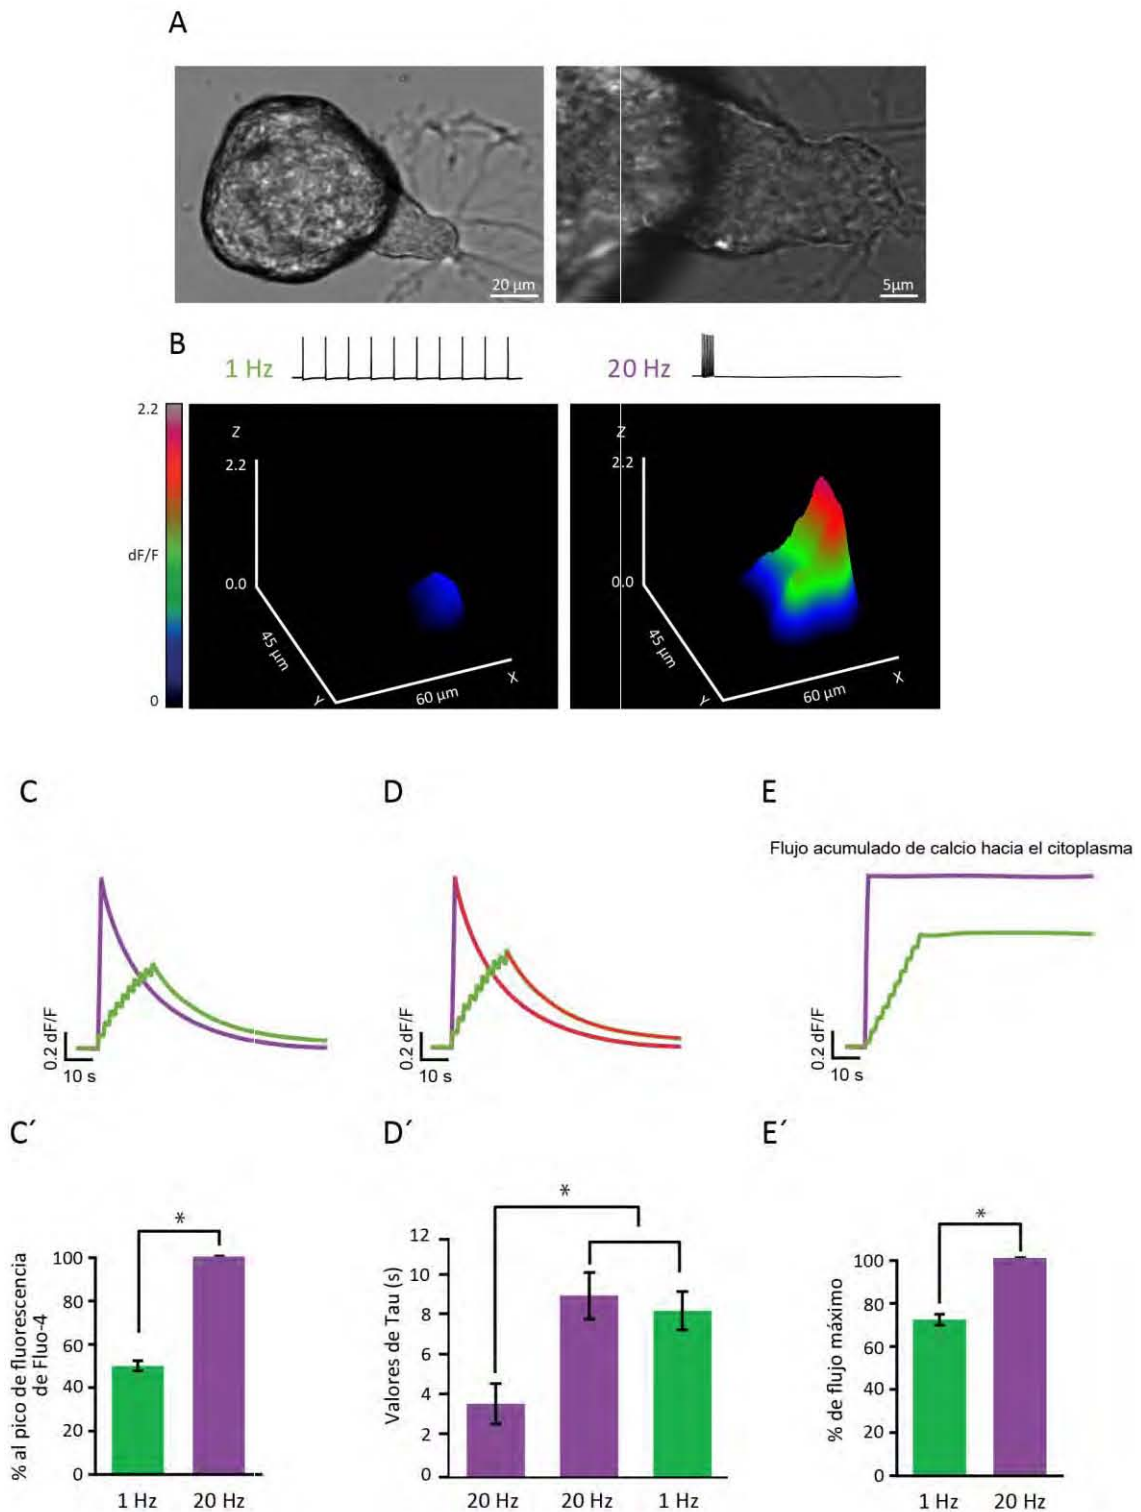 A
20 µm
5µm
B
1 Hz
20 Hz
2.2
dF/F
0
Z
2.2
0.0
45 µm
Y
60 µm
X
Z
2.2
0.0
45 µm
Y
60 µm
X
C
0.2 dF/F
10 s
D
0.2 dF/F
10 s
E
Flujo acumulado de calcio hacia el citoplasma
0.2 dF/F
10 s
C´
% al pico de fluorescencia
de Fluo-4
100
80
60
40
20
0
*
1 Hz
20 Hz
D´
Valores de Tau (s)
12
10
8
6
4
2
0
*
20 Hz
20 Hz
1 Hz
E´
% de flujo máximo
100
80
60
40
20
0
*
1 Hz
20 Hz